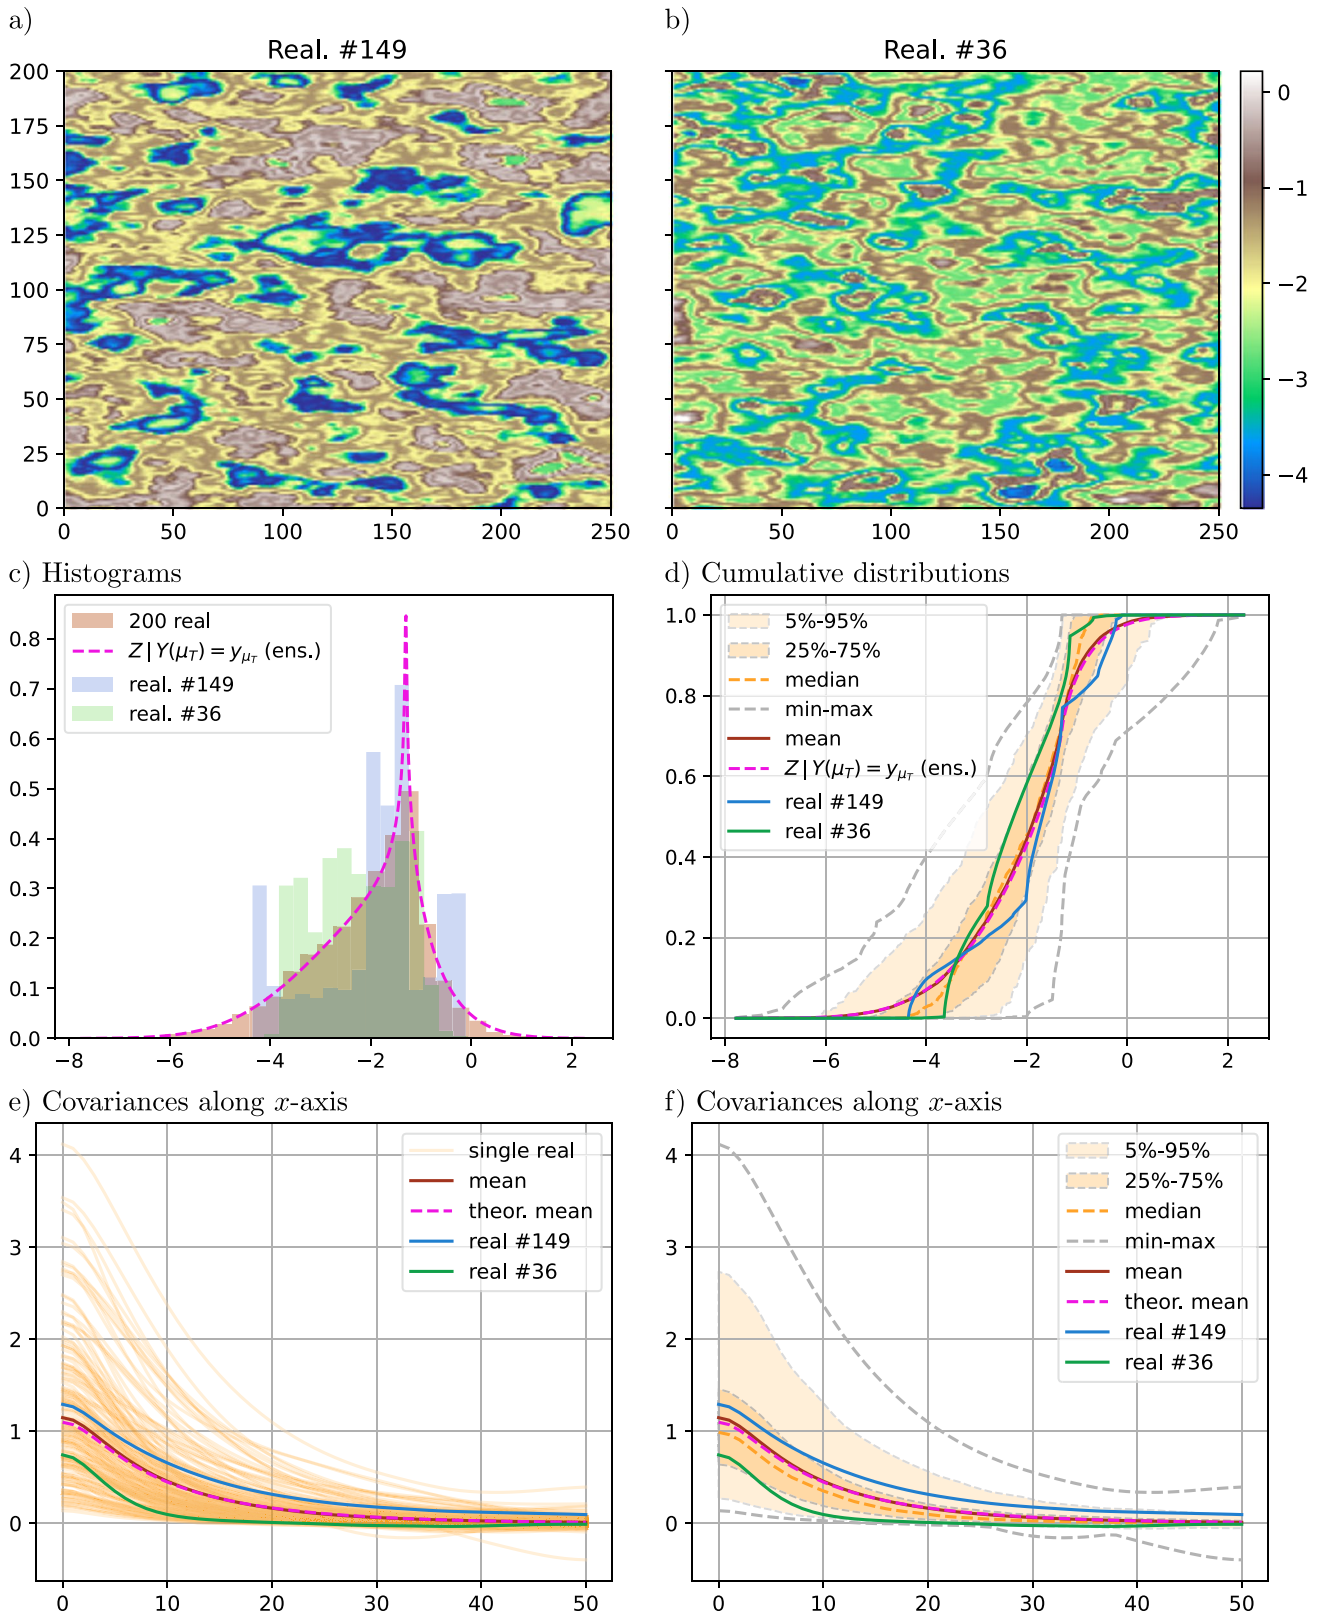 a)
b)
Real. #149
Real. #36
200
175
150
125
100
75
50
25
0
0 50 100 150 200 250
0 50 100 150 200 250
0
−1
−2
−3
−4
c) Histograms
0.8
0.7
0.6
0.5
0.4
0.3
0.2
0.1
0.0
200 real
Z | Y(μ_T) = y_{μ_T} (ens.)
real. #149
real. #36
−8 −6 −4 −2 0 2
d) Cumulative distributions
1.0
0.8
0.6
0.4
0.2
0.0
5%-95%
25%-75%
median
min-max
mean
Z | Y(μ_T) = y_{μ_T} (ens.)
real #149
real #36
−8 −6 −4 −2 0 2
e) Covariances along x-axis
4
3
2
1
0
single real
mean
theor. mean
real #149
real #36
0 10 20 30 40 50
f) Covariances along x-axis
4
3
2
1
0
5%-95%
25%-75%
median
min-max
mean
theor. mean
real #149
real #36
0 10 20 30 40 50